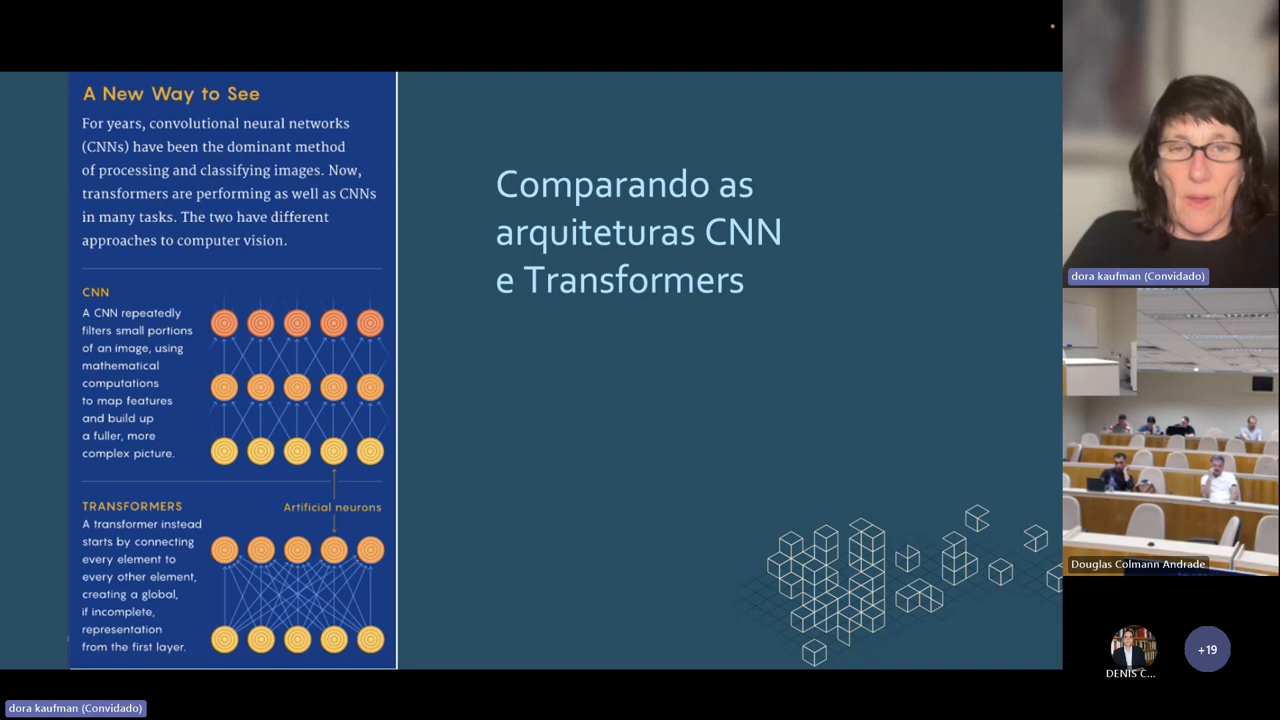 A New Way to See
For years, convolutional neural networks
(CNNs) have been the dominant method
of processing and classifying images. Now,
transformers are performing as well as CNNs
in many tasks. The two have different
approaches to computer vision.
CNN
A CNN repeatedly
filters small portions
of an image, using
mathematical
computations
to map features
and build up
a fuller, more
complex picture.
Artificial neurons
TRANSFORMERS
A transformer instead
starts by connecting
every element to
every other element,
creating a global,
if incomplete,
representation
from the first layer.
Comparando as
arquiteturas CNN
e Transformers
dora kaufman (Convidado)
Douglas Colmann Andrade
DENIS C...
+19
dora kaufman (Convidado)